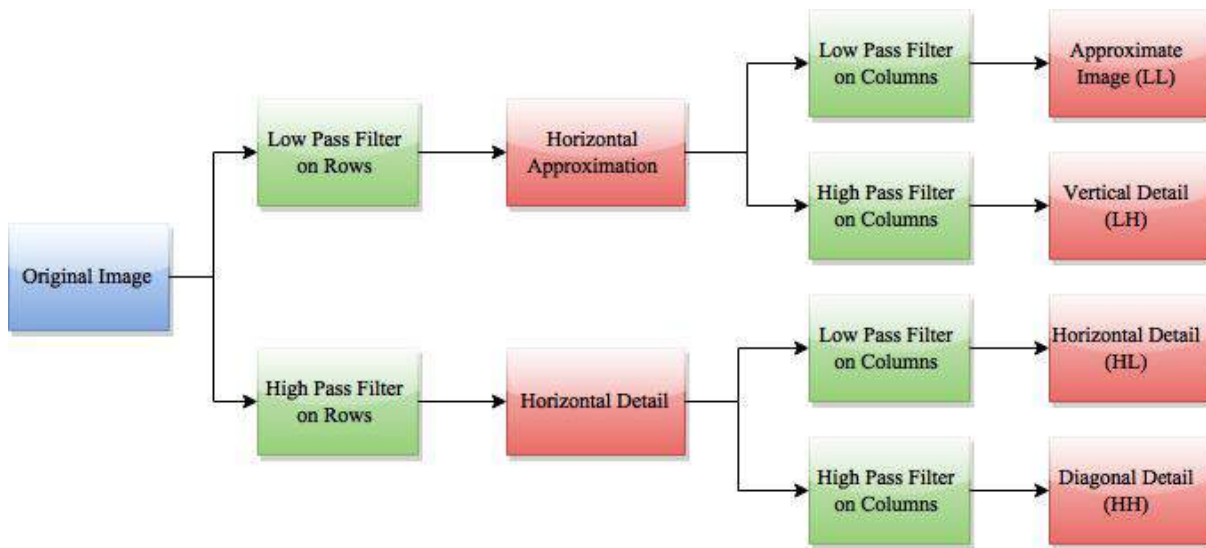 Original Image
Low Pass Filter
on Rows
High Pass Filter
on Rows
Horizontal
Approximation
Horizontal Detail
Low Pass Filter
on Columns
High Pass Filter
on Columns
Low Pass Filter
on Columns
High Pass Filter
on Columns
Approximate
Image (LL)
Vertical Detail
(LH)
Horizontal Detail
(HL)
Diagonal Detail
(HH)